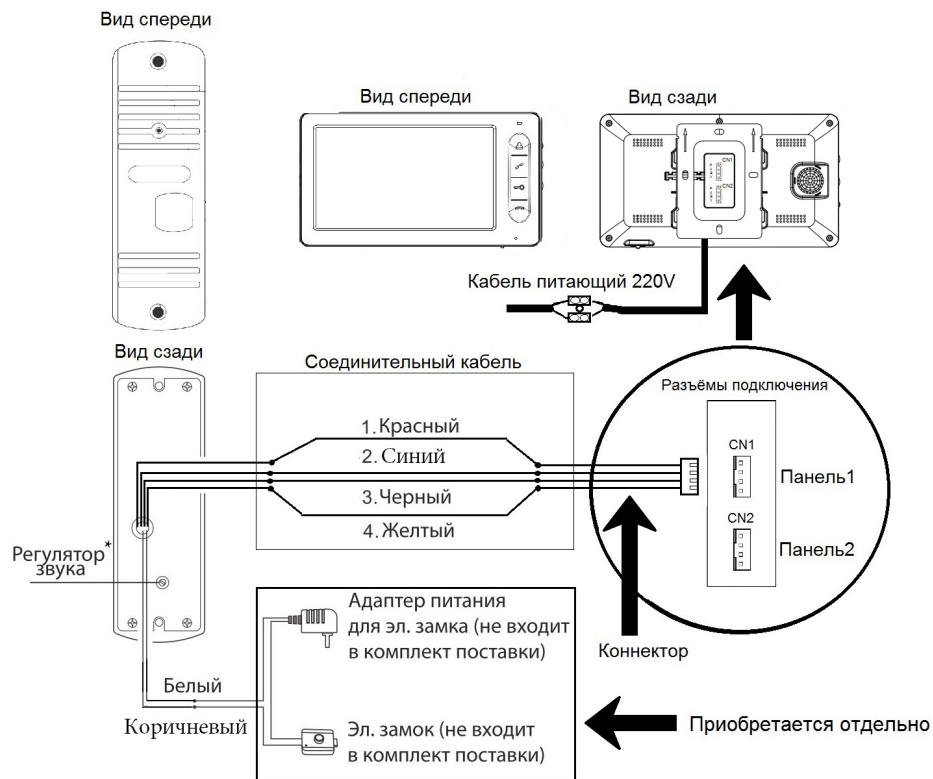 Вид спереди
Вид спереди
Вид сзади
CN1
CN2
Кабель питающий 220V
Вид сзади
Соединительный кабель
Разъёмы подключения
1. Красный
2. Синий
3. Черный
4. Желтый
CN1
Панель1
CN2
Панель2
Регулятор*
звука
Коннектор
Адаптер питания
для эл. замка (не входит
в комплект поставки)
Белый
Коричневый
Эл. замок (не входит
в комплект поставки)
Приобретается отдельно